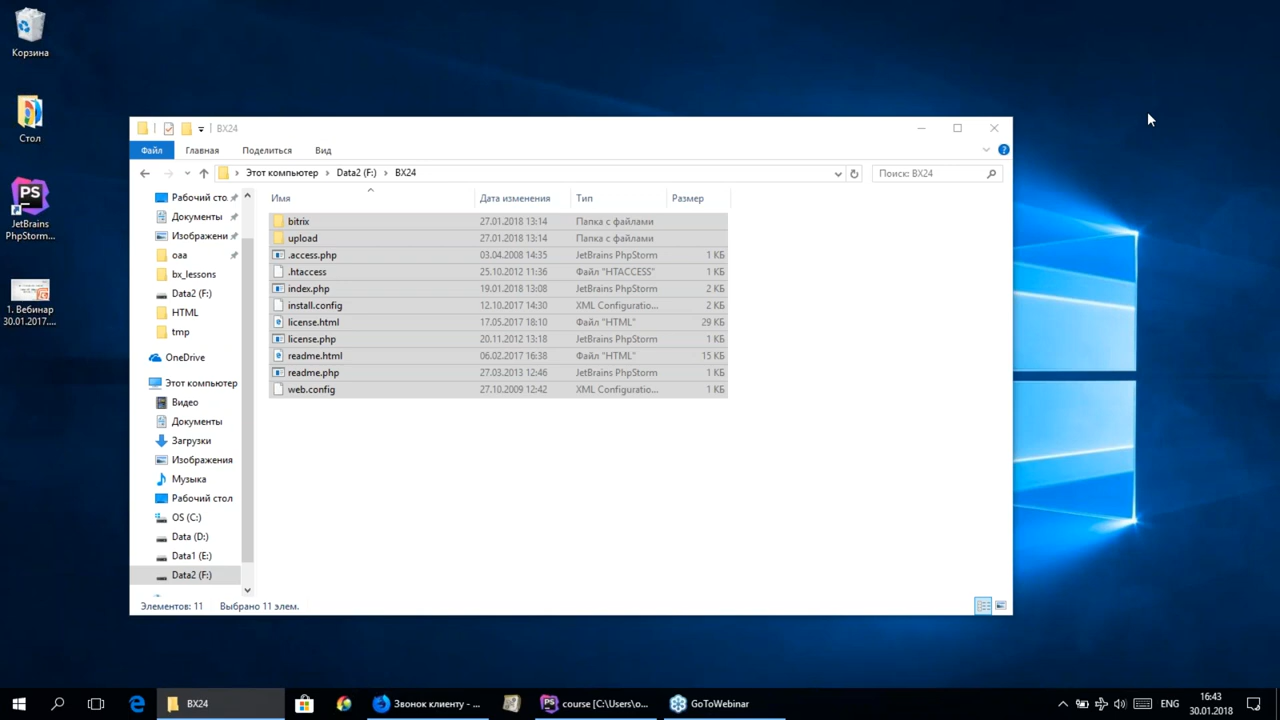 Корзина
Стол
JetBrains
PhpStorm...
1. Вебинар
30.01.2017....
BX24
Файл
Главная
Поделиться
Вид
Этот компьютер
Data2 (F:)
BX24
Поиск: BX24
Рабочий сто.
Документы
Изображени
oaa
bx_lessons
Data2 (F:)
HTML
tmp
OneDrive
Этот компьютер
Видео
Документы
Загрузки
Изображения
Музыка
Рабочий стол
OS (C:)
Data (D:)
Data1 (E:)
Data2 (F:)
Имя Дата изменения Тип Размер
bitrix 27.01.2018 13:14 Папка с файлами
upload 27.01.2018 13:14 Папка с файлами
.access.php 03.04.2008 14:35 JetBrains PhpStorm 1 КБ
.htaccess 25.10.2012 11:36 Файл "HTACCESS" 1 КБ
index.php 19.01.2018 13:08 JetBrains PhpStorm 2 КБ
install.config 12.10.2017 14:30 XML Configuratio... 2 КБ
license.html 17.05.2017 18:10 Файл "HTML" 29 КБ
license.php 20.11.2012 13:18 JetBrains PhpStorm 1 КБ
readme.html 06.02.2017 16:38 Файл "HTML" 15 КБ
readme.php 27.03.2013 12:46 JetBrains PhpStorm 1 КБ
web.config 27.10.2009 12:42 XML Configuratio... 1 КБ
Элементов: 11 Выбрано 11 элем.
BX24
Звонок клиенту - ...
course [C:\Users\o...
GoToWebinar
ENG
16:43
30.01.2018